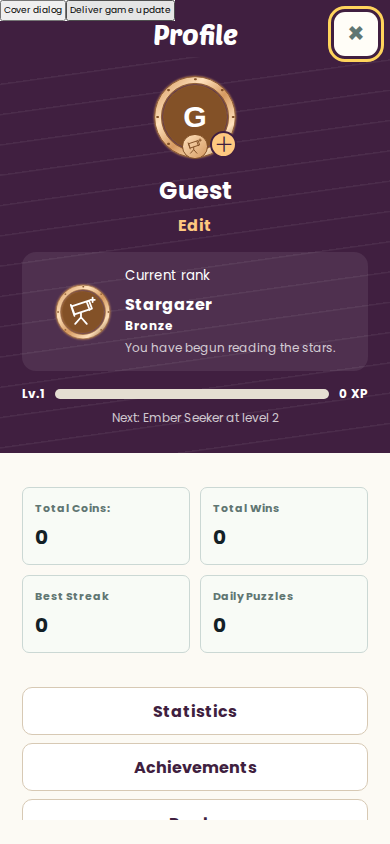 Cover dialog Deliver game update
Profile
G
Guest
Edit
Current rank
Stargazer
Bronze
You have begun reading the stars.
Lv.1 0 XP
Next: Ember Seeker at level 2
Total Coins: Total Wins
0 0
Best Streak Daily Puzzles
0 0
Statistics
Achievements